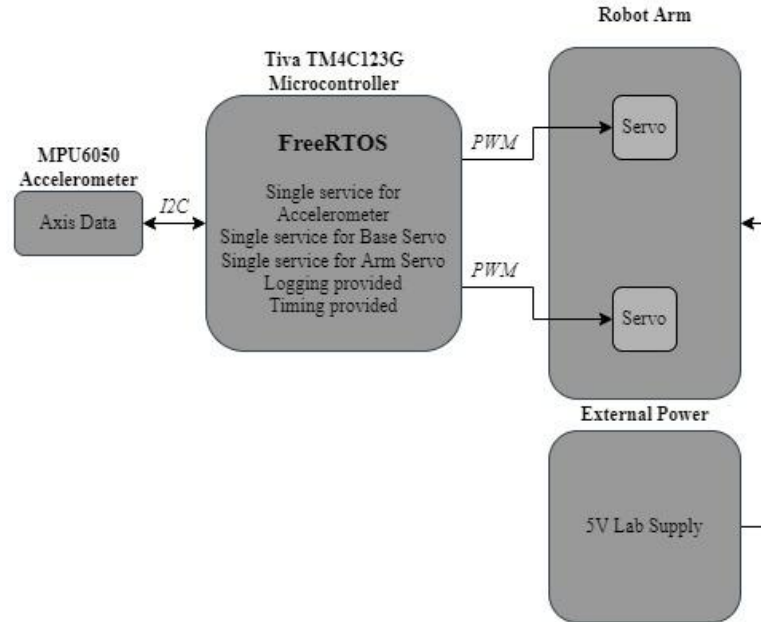 Robot Arm
Tiva TM4C123G
Microcontroller
FreeRTOS
Single service for
Accelerometer
Single service for Base Servo
Single service for Arm Servo
Logging provided
Timing provided
MPU6050
Accelerometer
Axis Data
I2C
PWM
Servo
PWM
Servo
External Power
5V Lab Supply